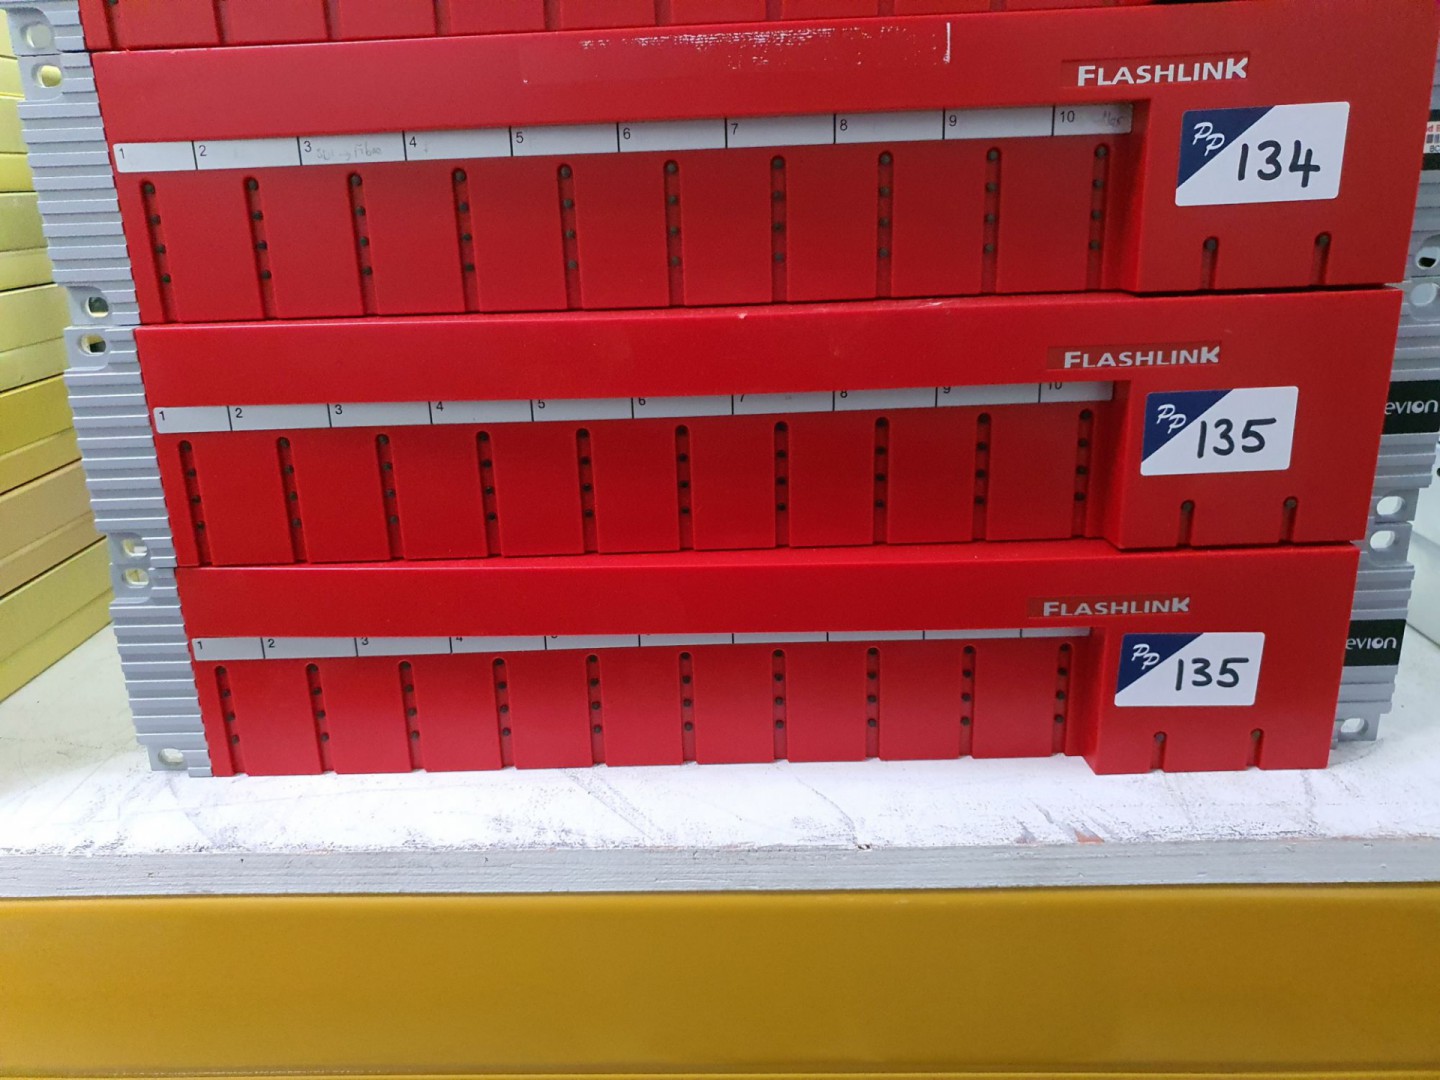 FLASHLINK
1 2 3 4 5 6 7 8 9 10
PP 134
FLASHLINK
1 2 3 4 5 6 7 8 9 10
PP 135
evion
FLASHLINK
1 2 3 4
PP 135
evion